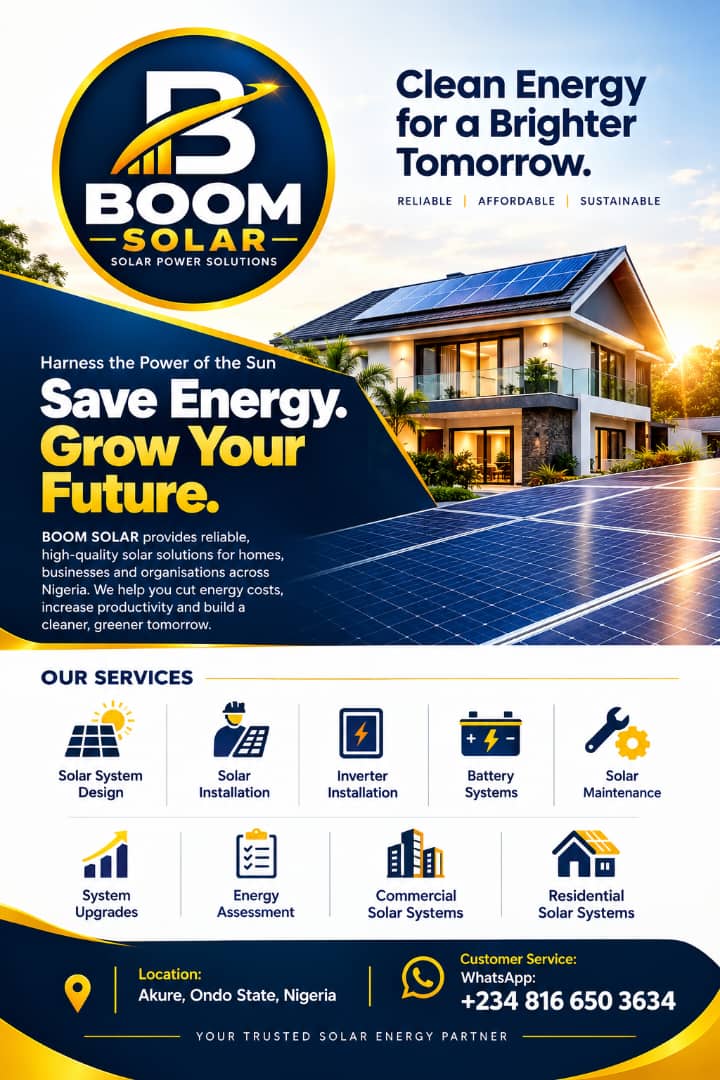 B
BOOM
SOLAR
SOLAR POWER SOLUTIONS
Clean Energy
for a Brighter
Tomorrow.
RELIABLE | AFFORDABLE | SUSTAINABLE
Harness the Power of the Sun
Save Energy.
Grow Your
Future.
BOOM SOLAR provides reliable,
high-quality solar solutions for homes,
businesses and organisations across
Nigeria. We help you cut energy costs,
increase productivity and build a
cleaner, greener tomorrow.
OUR SERVICES
Solar System
Design
Solar
Installation
Inverter
Installation
Battery
Systems
Solar
Maintenance
System
Upgrades
Energy
Assessment
Commercial
Solar Systems
Residential
Solar Systems
Location:
Akure, Ondo State, Nigeria
Customer Service:
WhatsApp:
+234 816 650 3634
YOUR TRUSTED SOLAR ENERGY PARTNER